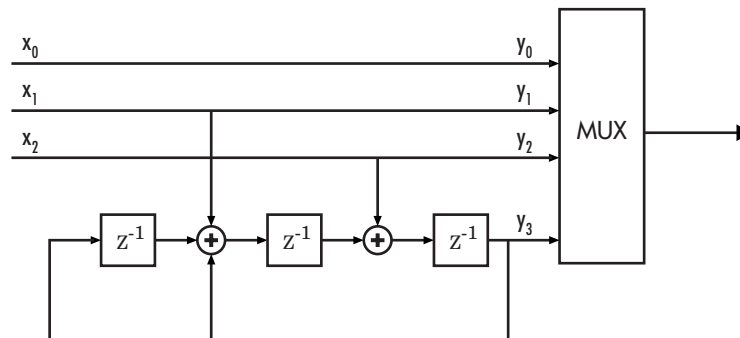 x₀ y₀
x₁ y₁
x₂ y₂
MUX
z⁻¹ + z⁻¹ + z⁻¹ y₃